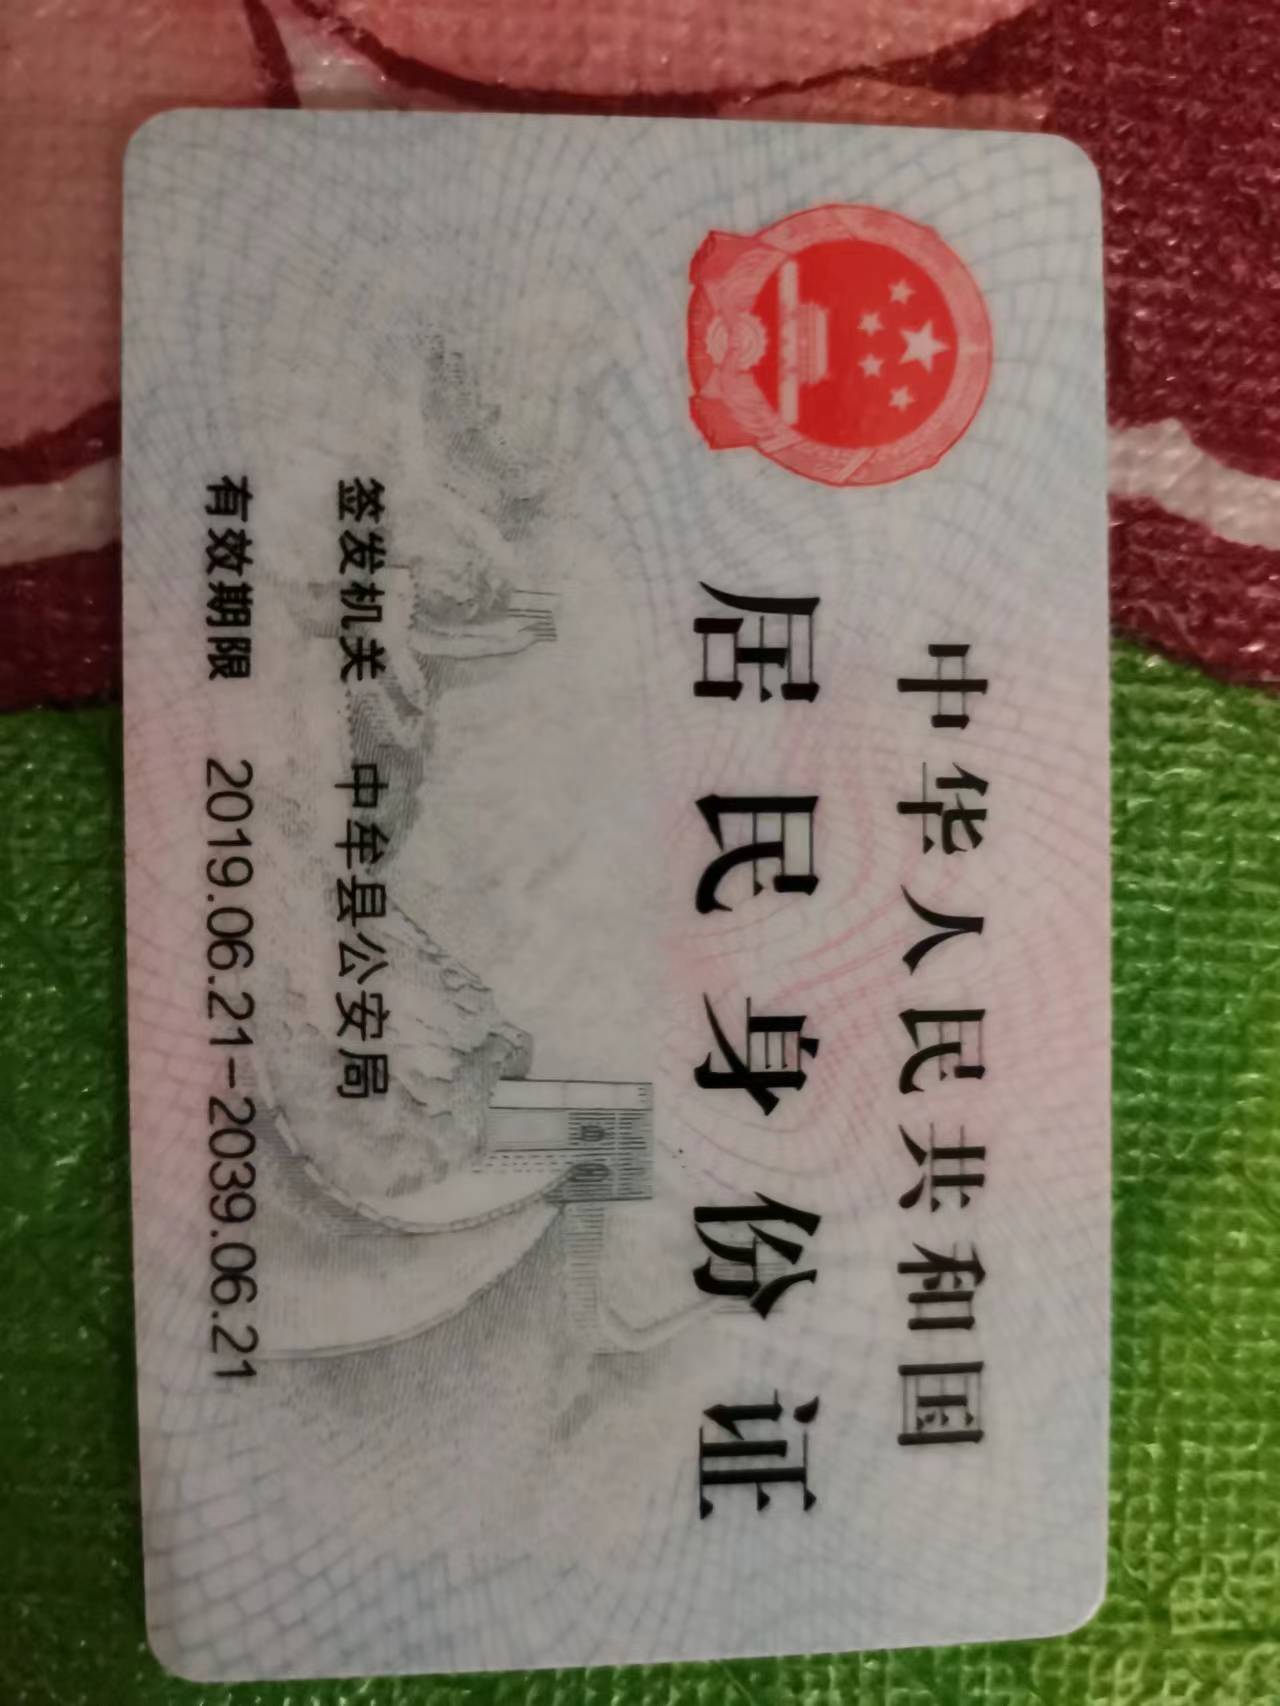 中华人民共和国
居民身份证
签发机关 中牟县公安局
有效期限 2019.06.21-2039.06.21